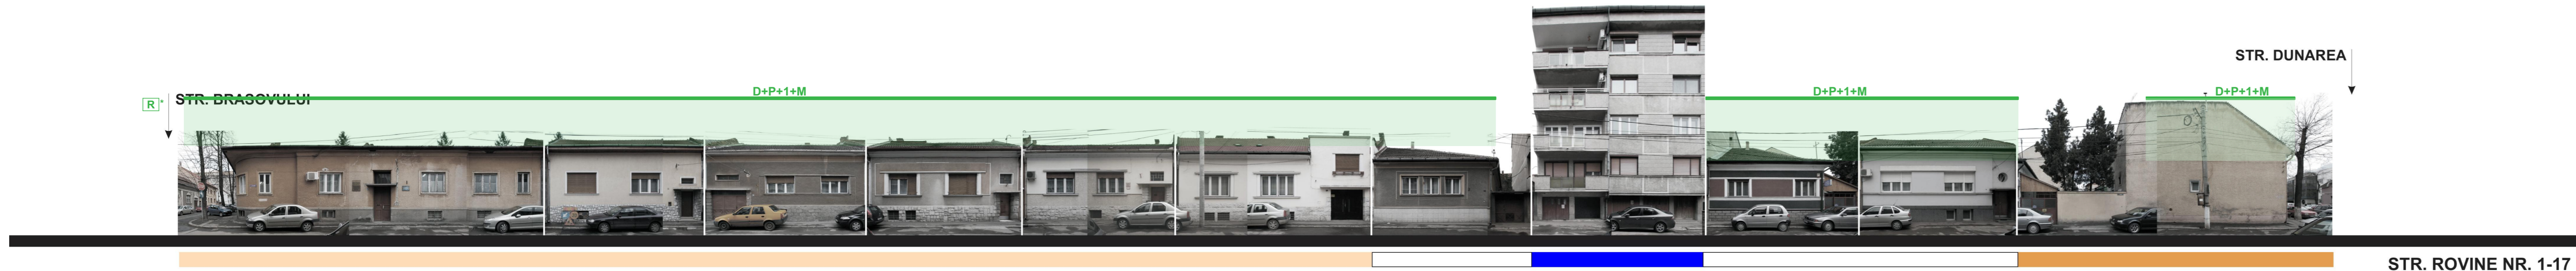 STR. DUNAREA
D+P+1+M
D+P+1+M
D+P+1+M
R*
STR. BRASOVULUI
STR. ROVINE NR. 1-17